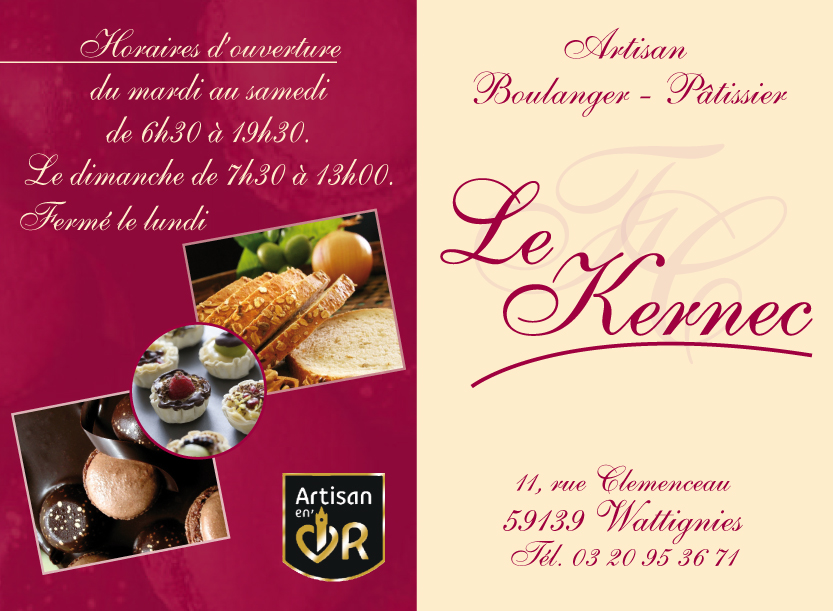 Horaires d'ouverture
du mardi au samedi
de 6h30 à 19h30.
Le dimanche de 7h30 à 13h00.
Fermé le lundi
Artisan
en'
OR
Artisan
Boulanger - Pâtissier
Le
Kernec
11, rue Clemenceau
59139 Wattignies
Tél. 03 20 95 36 71